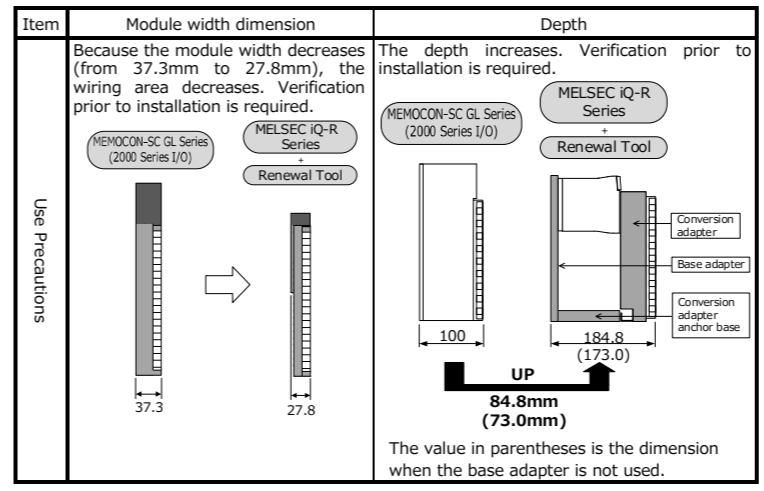 Item
Module width dimension
Depth
Use Precautions
Because the module width decreases
(from 37.3mm to 27.8mm), the
wiring area decreases. Verification
prior to installation is required.
MEMOCON-SC GL Series
(2000 Series I/O)
MELSEC iQ-R
Series
+
Renewal Tool
37.3
27.8
The depth increases. Verification prior to
installation is required.
MEMOCON-SC GL Series
(2000 Series I/O)
MELSEC iQ-R
Series
+
Renewal Tool
Conversion
adapter
Base adapter
Conversion
adapter
anchor base
100
184.8
(173.0)
UP
84.8mm
(73.0mm)
The value in parentheses is the dimension
when the base adapter is not used.